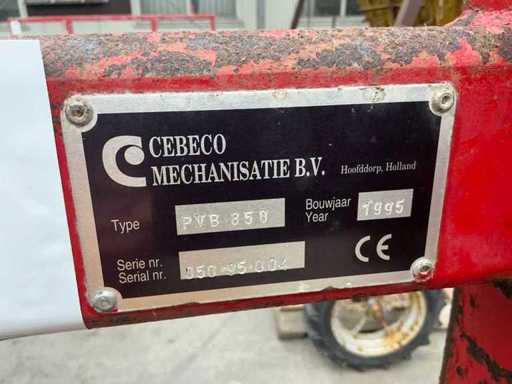 CEBECO
MECHANISATIE B.V.
Hoofddorp, Holland
Type PVB 850
Bouwjaar
Year 1995
Serie nr.
Serial nr. 850 95 004
CE